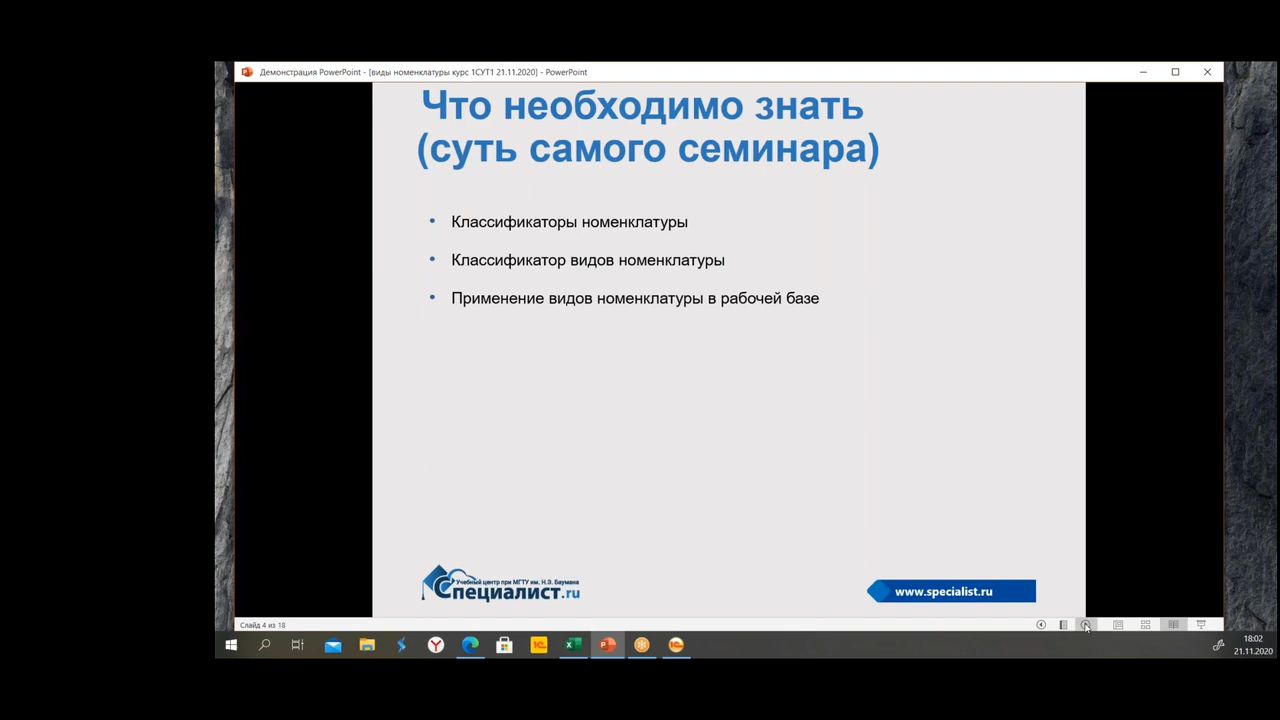 Демонстрация PowerPoint - [виды номенклатуры курс 1СУТ1 21.11.2020] - PowerPoint
Что необходимо знать
(суть самого семинара)
• Классификаторы номенклатуры
• Классификатор видов номенклатуры
• Применение видов номенклатуры в рабочей базе
Учебный центр при МГТУ им. Н.Э. Баумана
Специалист.ru
www.specialist.ru
Слайд 4 из 18
18:02
21.11.2020